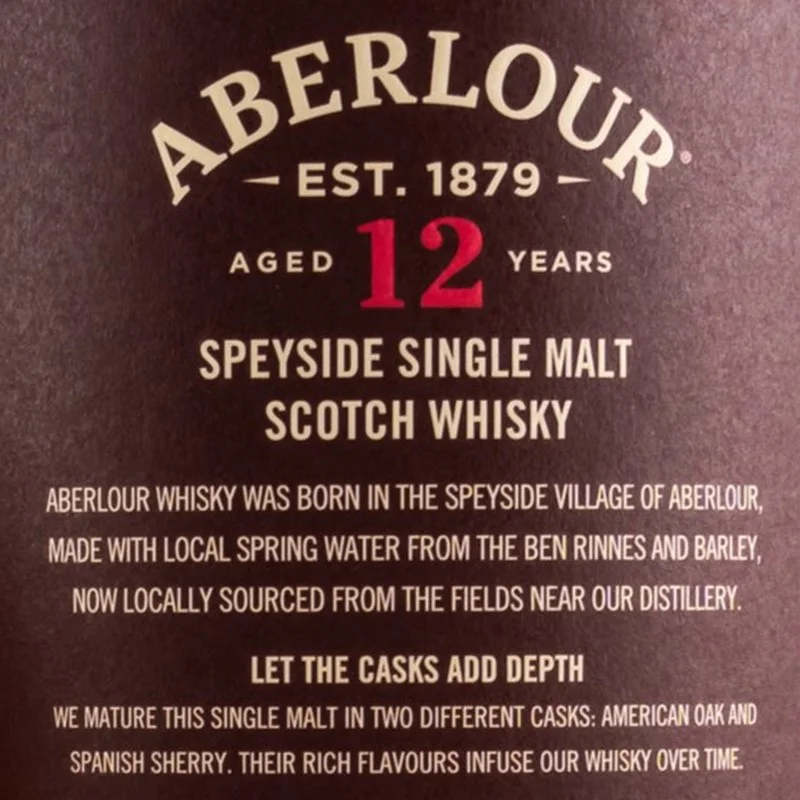 ABERLOUR®
EST. 1879
AGED 12 YEARS
SPEYSIDE SINGLE MALT
SCOTCH WHISKY
ABERLOUR WHISKY WAS BORN IN THE SPEYSIDE VILLAGE OF ABERLOUR,
MADE WITH LOCAL SPRING WATER FROM THE BEN RINNES AND BARLEY,
NOW LOCALLY SOURCED FROM THE FIELDS NEAR OUR DISTILLERY.
LET THE CASKS ADD DEPTH
WE MATURE THIS SINGLE MALT IN TWO DIFFERENT CASKS: AMERICAN OAK AND
SPANISH SHERRY. THEIR RICH FLAVOURS INFUSE OUR WHISKY OVER TIME.